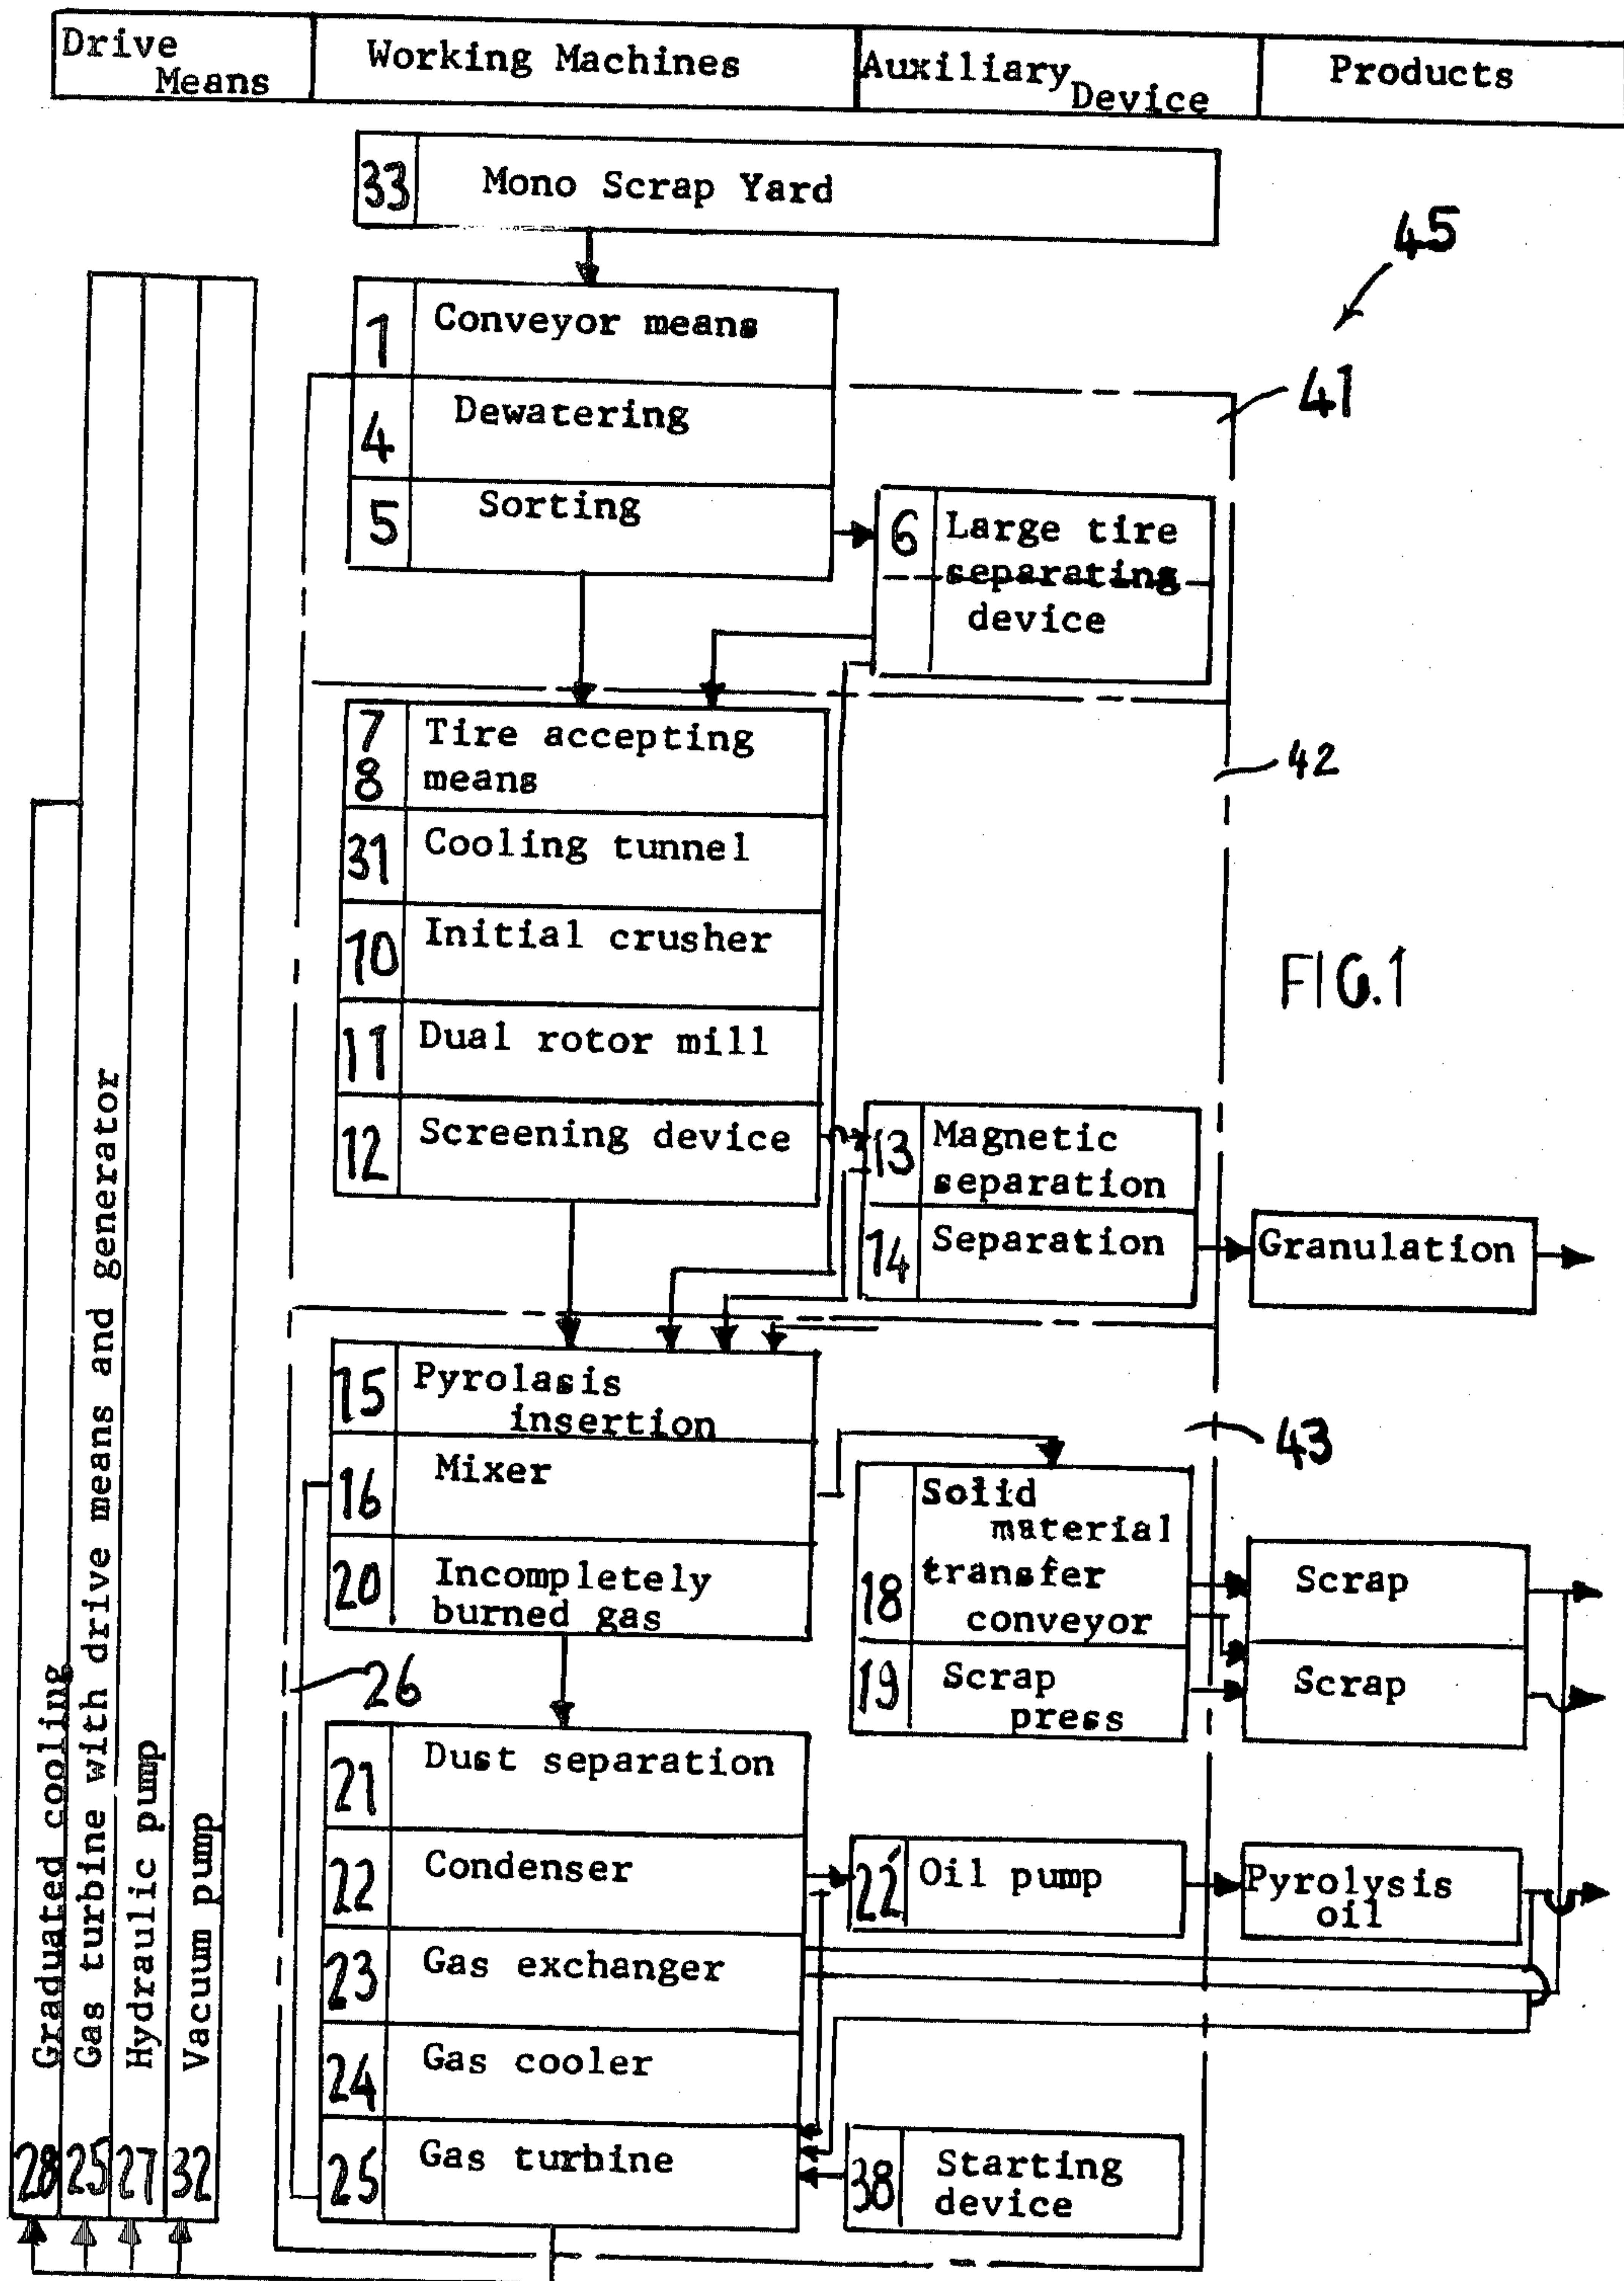 Drive
Means
Working Machines
Auxiliary
Device
Products
33
Mono Scrap Yard
45
1
Conveyor means
41
4
Dewatering
5
Sorting
6
Large tire
separating
device
7
8
Tire accepting
means
42
31
Cooling tunnel
10
Initial crusher
FIG.1
11
Dual rotor mill
12
Screening device
13
Magnetic
separation
14
Separation
Granulation
15
Pyrolasis
insertion
43
16
Mixer
18
Solid
material
transfer
conveyor
Scrap
20
Incompletely
burned gas
19
Scrap
press
Scrap
26
21
Dust separation
22
Condenser
22'
Oil pump
Pyrolysis
oil
23
Gas exchanger
24
Gas cooler
25
Gas turbine
38
Starting
device
Graduated cooling
Gas turbine with drive means and generator
Hydraulic pump
Vacuum pump
28
25
27
32